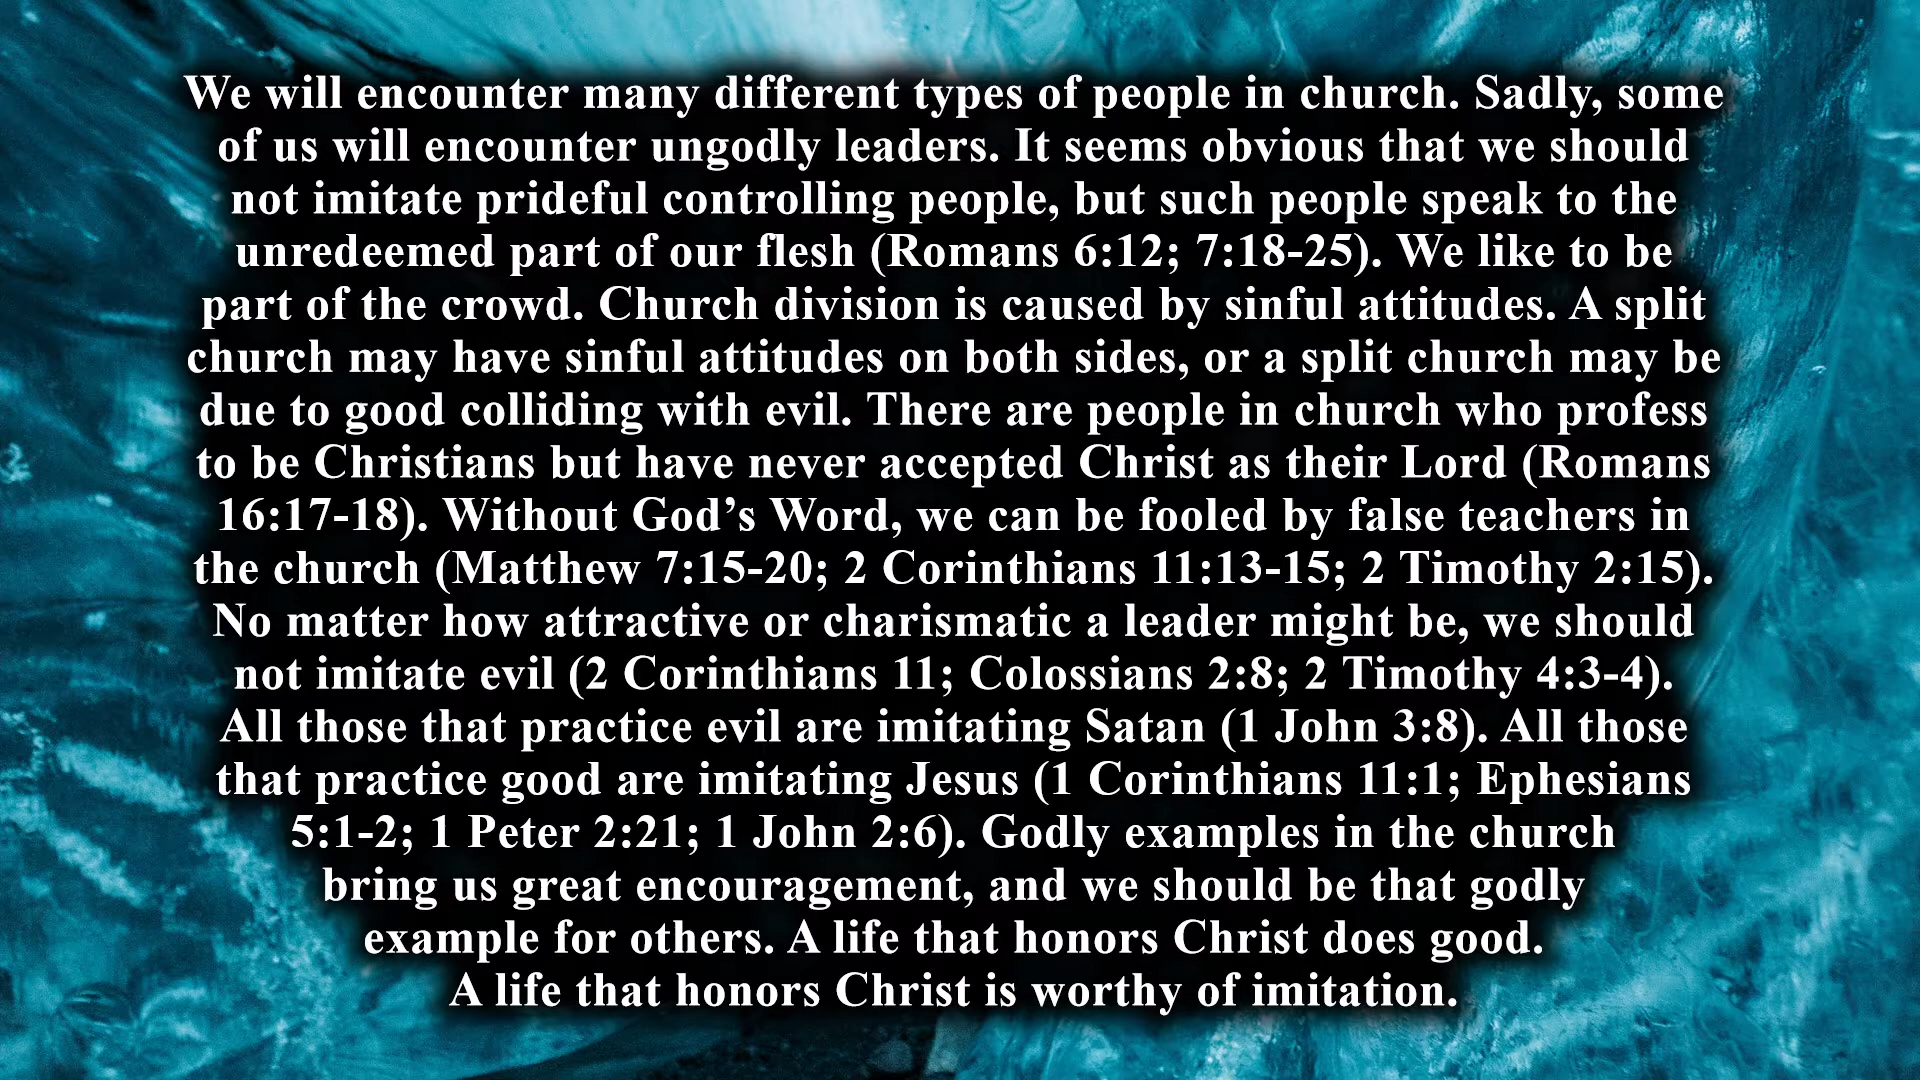 We will encounter many different types of people in church. Sadly, some
of us will encounter ungodly leaders. It seems obvious that we should
not imitate prideful controlling people, but such people speak to the
unredeemed part of our flesh (Romans 6:12; 7:18-25). We like to be
part of the crowd. Church division is caused by sinful attitudes. A split
church may have sinful attitudes on both sides, or a split church may be
due to good colliding with evil. There are people in church who profess
to be Christians but have never accepted Christ as their Lord (Romans
16:17-18). Without God’s Word, we can be fooled by false teachers in
the church (Matthew 7:15-20; 2 Corinthians 11:13-15; 2 Timothy 2:15).
No matter how attractive or charismatic a leader might be, we should
not imitate evil (2 Corinthians 11; Colossians 2:8; 2 Timothy 4:3-4).
All those that practice evil are imitating Satan (1 John 3:8). All those
that practice good are imitating Jesus (1 Corinthians 11:1; Ephesians
5:1-2; 1 Peter 2:21; 1 John 2:6). Godly examples in the church
bring us great encouragement, and we should be that godly
example for others. A life that honors Christ does good.
A life that honors Christ is worthy of imitation.